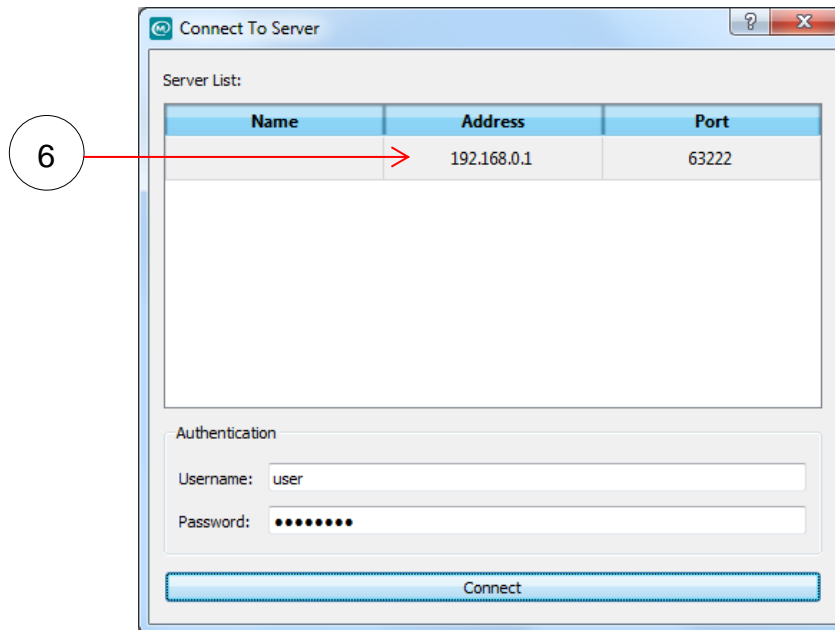 Connect To Server
Server List:
Name Address Port
6
192.168.0.1 63222
Authentication
Username: user
Password: ••••••••
Connect